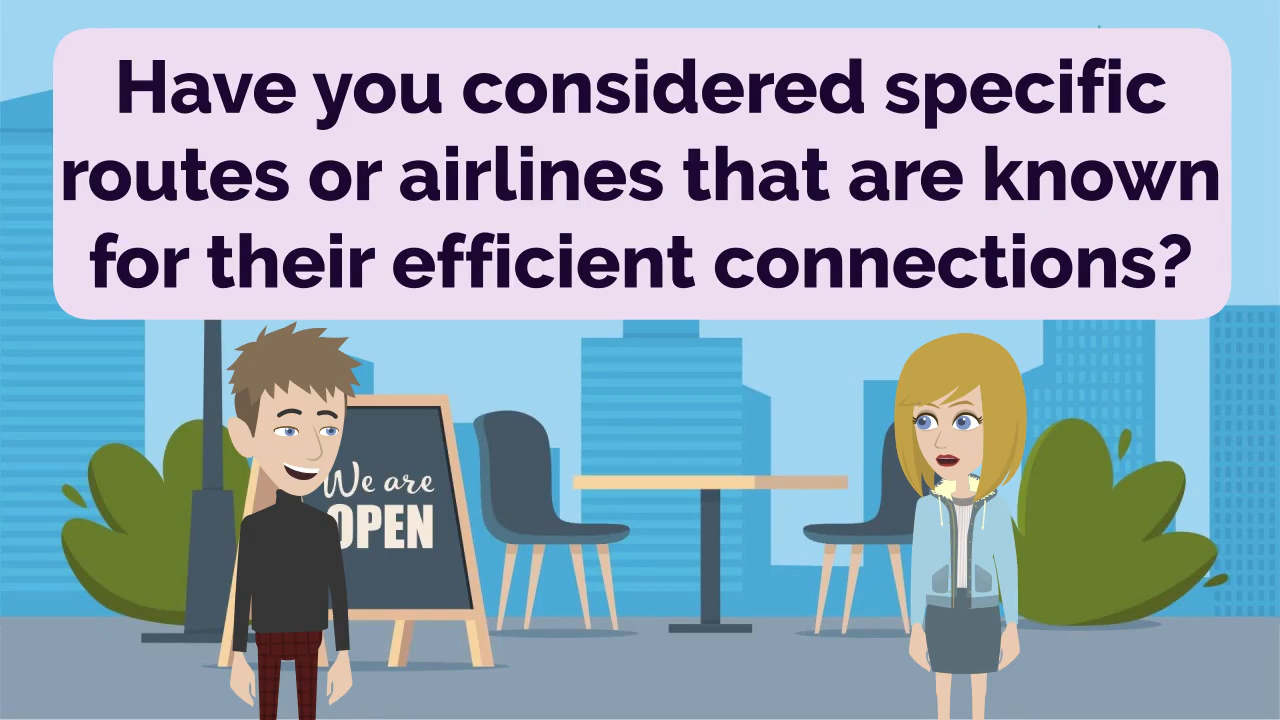 Have you considered specific
routes or airlines that are known
for their efficient connections?
We are
OPEN